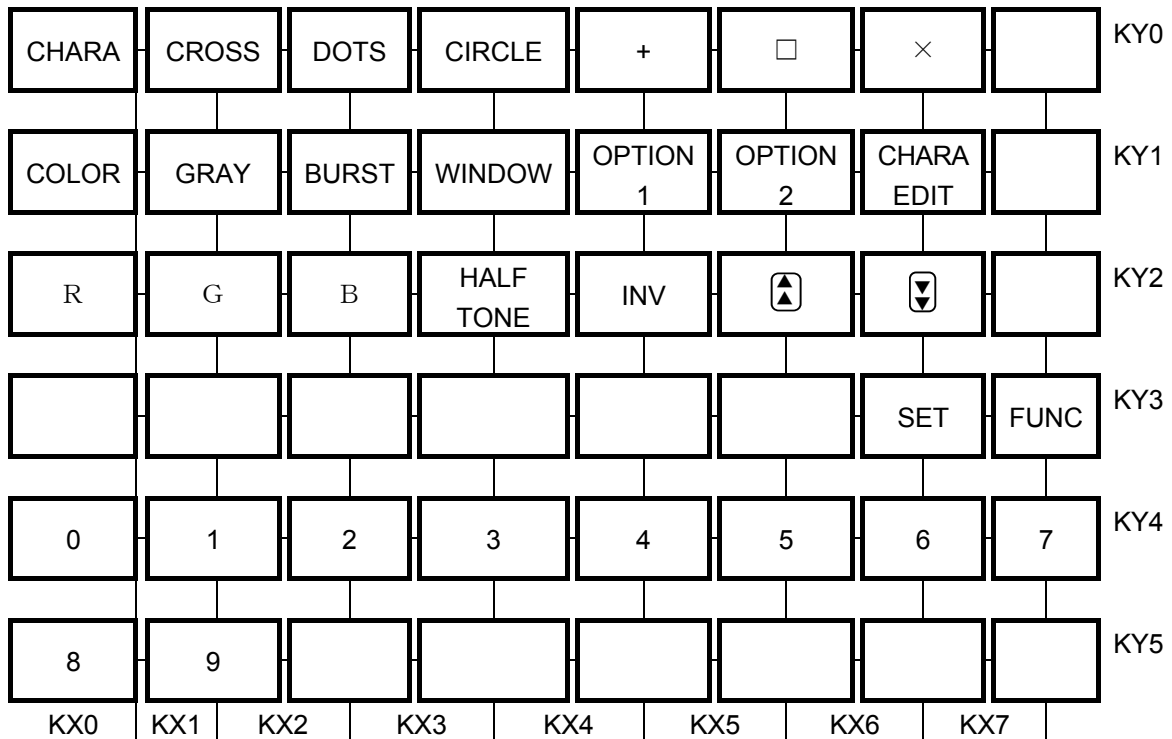 CHARA CROSS DOTS CIRCLE + □ × KY0
COLOR GRAY BURST WINDOW OPTION 1 OPTION 2 CHARA EDIT KY1
R G B HALF TONE INV KY2
SET FUNC KY3
0 1 2 3 4 5 6 7 KY4
8 9 KY5
KX0 KX1 KX2 KX3 KX4 KX5 KX6 KX7